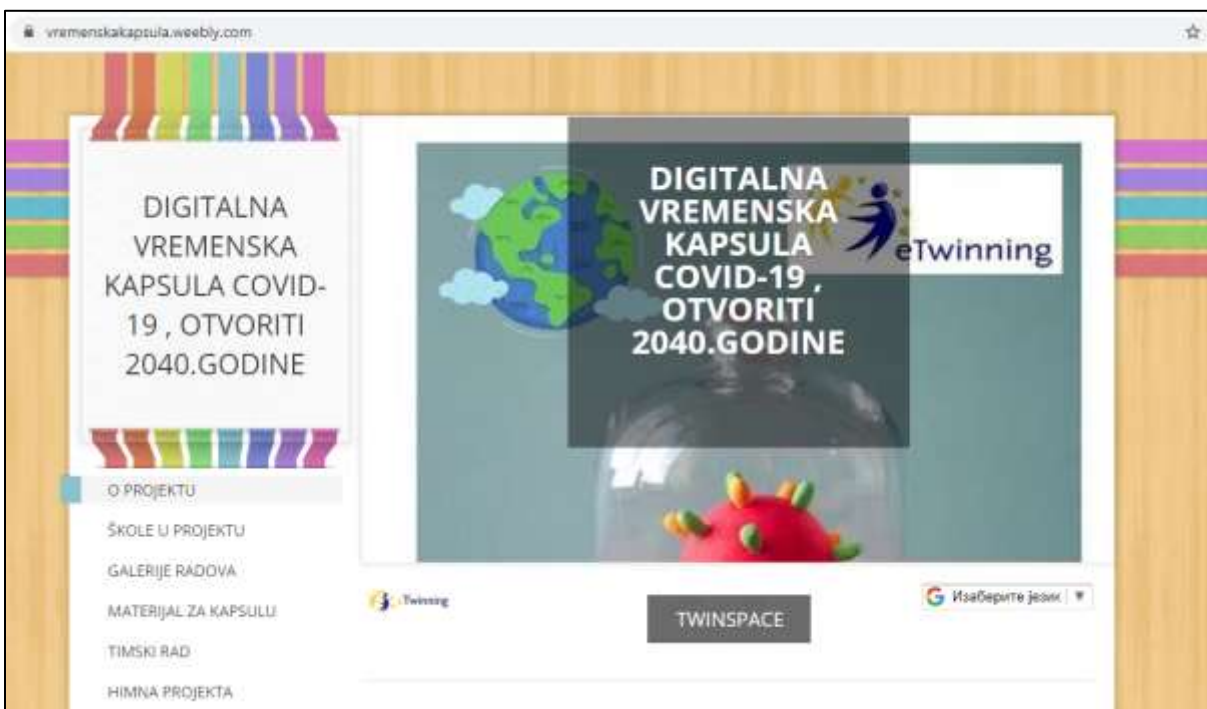 vremenskakapsula.weebly.com
DIGITALNA
VREMENSKA
KAPSULA COVID-
19 , OTVORITI
2040.GODINE
DIGITALNA
VREMENSKA
KAPSULA
COVID-19 ,
OTVORITI
2040.GODINE
eTwinning
O PROJEKTU
ŠKOLE U PROJEKTU
GALERIJE RADOVA
MATERIJAL ZA KAPSULU
TIMSKI RAD
HIMNA PROJEKTA
eTwinning
TWINSPACE
G Изаберите језик